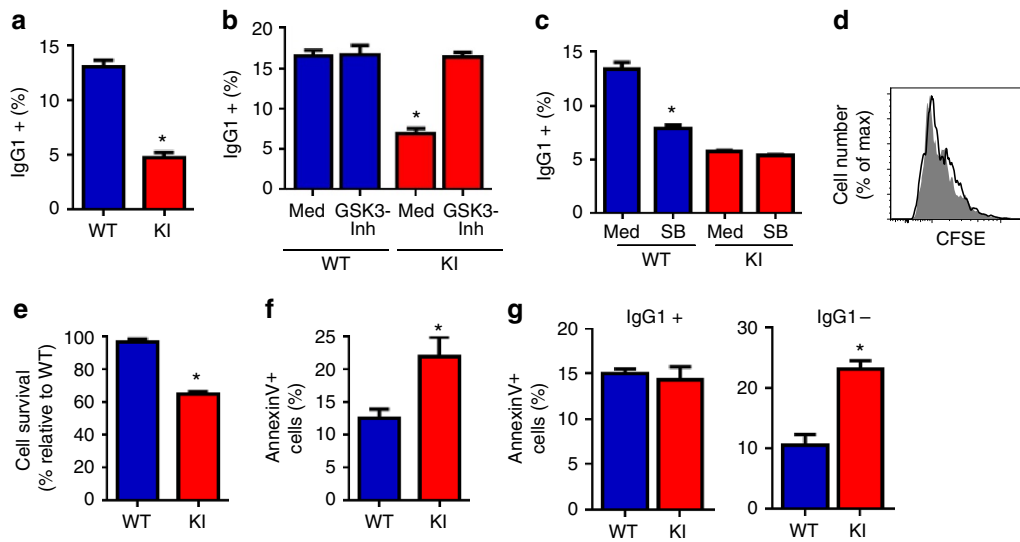 a
IgG1 + (%)
15
10
5
0
*
WT KI
b
IgG1 + (%)
20
15
10
5
0
*
Med GSK3-Inh Med GSK3-Inh
WT KI
c
IgG1 + (%)
15
10
5
0
*
Med SB Med SB
WT KI
d
Cell number
(% of max)
CFSE
e
Cell survival
(% relative to WT)
100
80
60
40
20
0
*
WT KI
f
AnnexinV+
cells (%)
25
20
15
10
5
0
*
WT KI
g
IgG1 +
AnnexinV+
cells (%)
20
15
10
5
0
WT KI
IgG1 –
30
20
10
0
*
WT KI